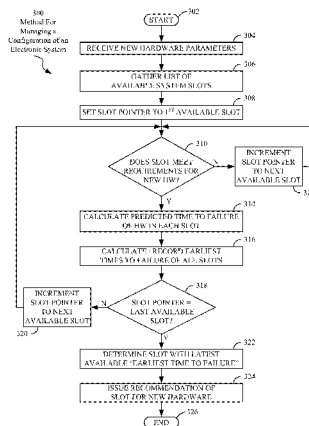 300
Method For
Managing a
Configuration of an
Electronic System
START
302
RECEIVE NEW HARDWARE PARAMETERS
304
GATHER LIST OF
AVAILABLE SYSTEM SLOTS
306
SET SLOT POINTER TO 1ST AVAILABLE SLOT
308
DOES SLOT MEET
REQUIREMENTS FOR
NEW HW?
310
N
INCREMENT
SLOT POINTER
TO NEXT
AVAILABLE SLOT
Y
CALCULATE PREDICTED TIME TO FAILURE
OF HW IN EACH SLOT
314
CALCULATE / RECORD EARLIEST
TIMES TO FAILURE OF ALL SLOTS
316
SLOT POINTER =
LAST AVAILABLE
SLOT?
318
N
INCREMENT
SLOT POINTER
TO NEXT
AVAILABLE SLOT
320
Y
DETERMINE SLOT WITH LATEST
AVAILABLE "EARLIEST TIME TO FAILURE"
322
ISSUE RECOMMENDATION OF
SLOT FOR NEW HARDWARE
324
END
326